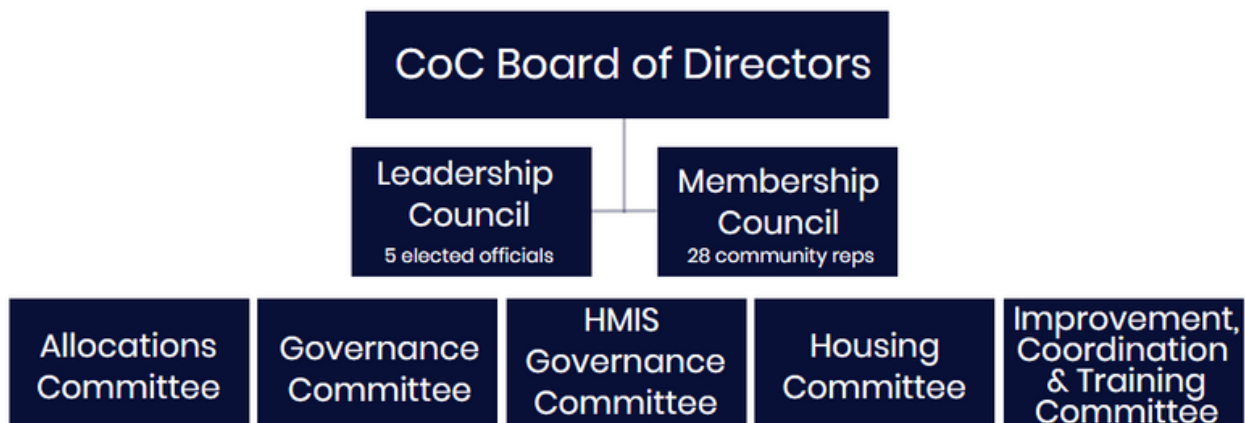 CoC Board of Directors
Leadership
Council
5 elected officials
Membership
Council
28 community reps
Allocations
Committee
Governance
Committee
HMIS
Governance
Committee
Housing
Committee
Improvement,
Coordination
& Training
Committee